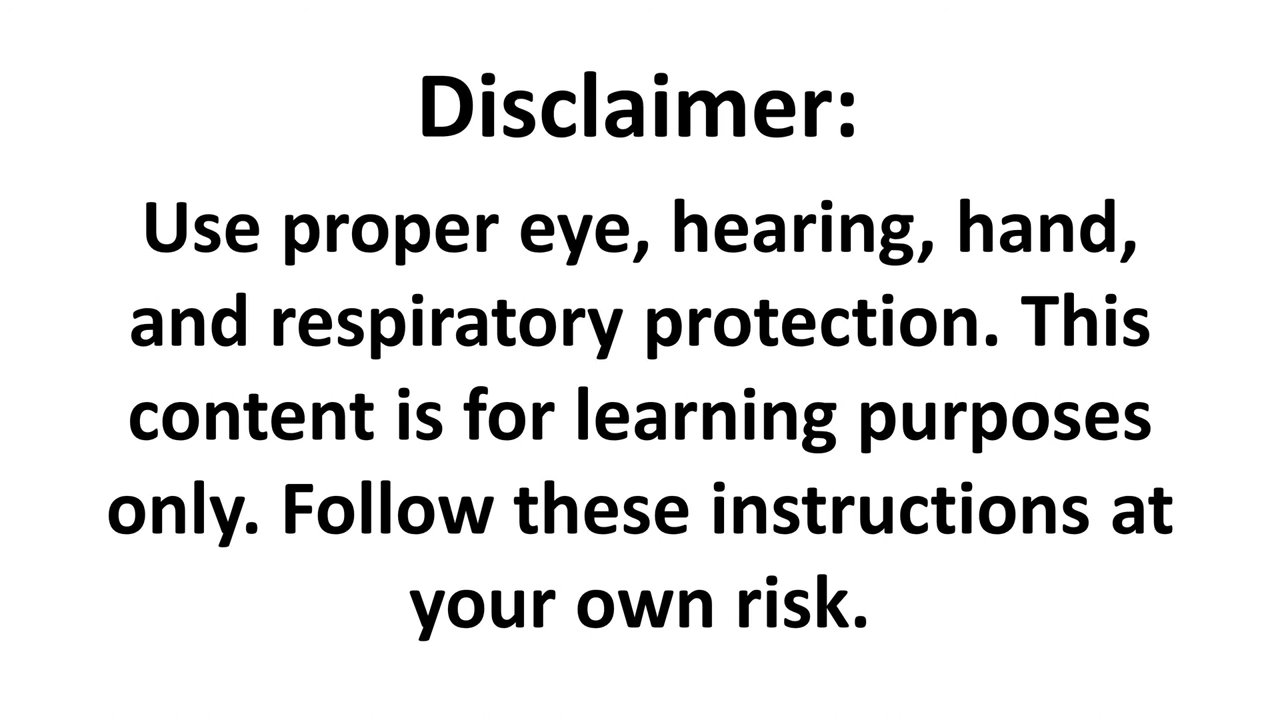 Disclaimer:
Use proper eye, hearing, hand,
and respiratory protection. This
content is for learning purposes
only. Follow these instructions at
your own risk.